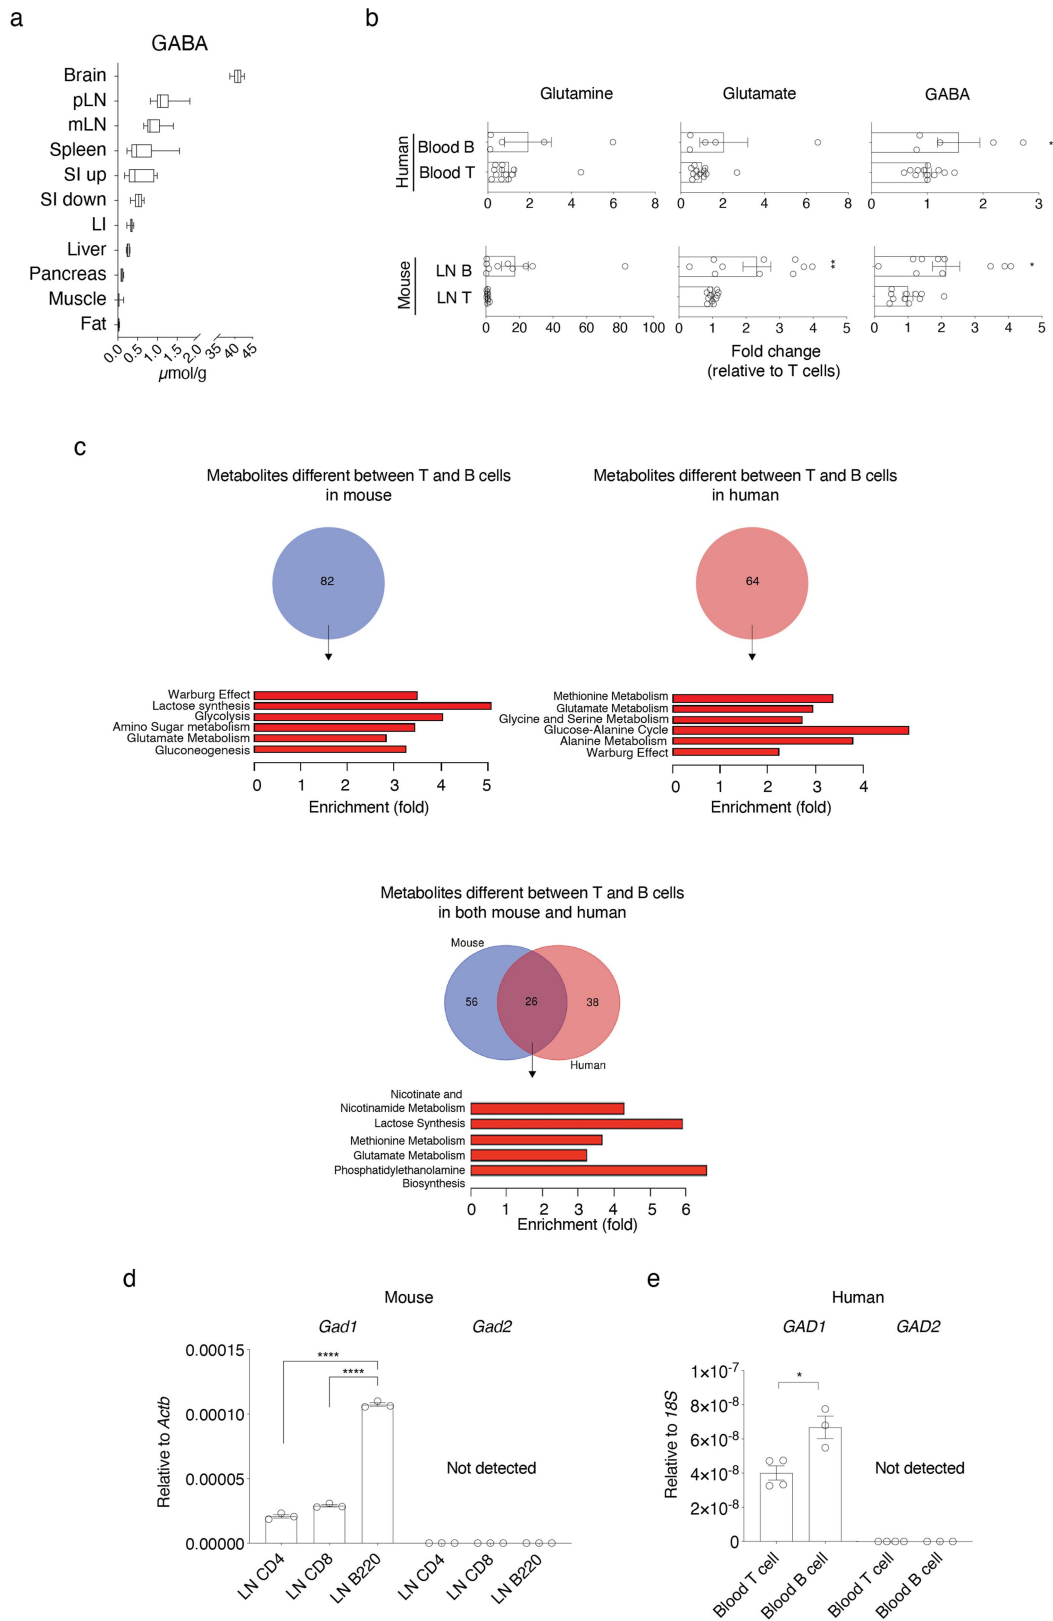 a
GABA
Brain
pLN
mLN
Spleen
SI up
SI down
LI
Liver
Pancreas
Muscle
Fat
0.0 0.5 1.0 1.5 2.0 35 40 45
µmol/g
b
Glutamine Glutamate GABA
Human
Blood B
*
Blood T
0 2 4 6 8
0 2 4 6 8
0 1 2 3
Mouse
LN B
**
*
LN T
0 20 40 60 80 100
0 1 2 3 4 5
0 1 2 3 4 5
Fold change
(relative to T cells)
c
Metabolites different between T and B cells
in mouse
82
Warburg Effect
Lactose synthesis
Glycolysis
Amino Sugar metabolism
Glutamate Metabolism
Gluconeogenesis
0 1 2 3 4 5
Enrichment (fold)
Metabolites different between T and B cells
in human
64
Methionine Metabolism
Glutamate Metabolism
Glycine and Serine Metabolism
Glucose-Alanine Cycle
Alanine Metabolism
Warburg Effect
0 1 2 3 4
Enrichment (fold)
Metabolites different between T and B cells
in both mouse and human
Mouse
56 26 38
Human
Nicotinate and
Nicotinamide Metabolism
Lactose Synthesis
Methionine Metabolism
Glutamate Metabolism
Phosphatidylethanolamine
Biosynthesis
0 1 2 3 4 5 6
Enrichment (fold)
d
Mouse
Gad1 Gad2
0.00015
0.00010
0.00005
0.00000
Relative to Actb
****
****
Not detected
LN CD4 LN CD8 LN B220 LN CD4 LN CD8 LN B220
e
Human
GAD1 GAD2
1×10-7
8×10-8
6×10-8
4×10-8
2×10-8
0
Relative to 18S
*
Not detected
Blood T cell Blood B cell Blood T cell Blood B cell